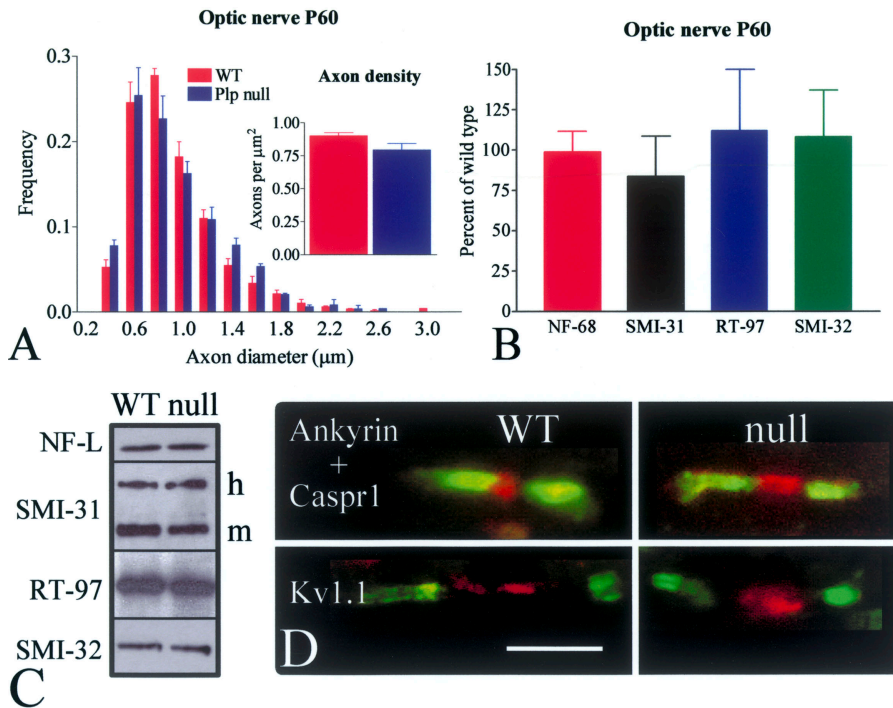 Optic nerve P60
0.3
0.2
0.1
0.0
Frequency
WT
Plp null
Axon density
1.00
0.75
0.50
0.25
0.00
Axons per μm2
0.2 0.6 1.0 1.4 1.8 2.2 2.6 3.0
Axon diameter (μm)
A
Optic nerve P60
150
125
100
75
50
25
0
Percent of wild type
NF-68 SMI-31 RT-97 SMI-32
B
WT null
NF-L
SMI-31
h
m
RT-97
SMI-32
C
Ankyrin
+
Caspr1
WT
null
Kv1.1
D